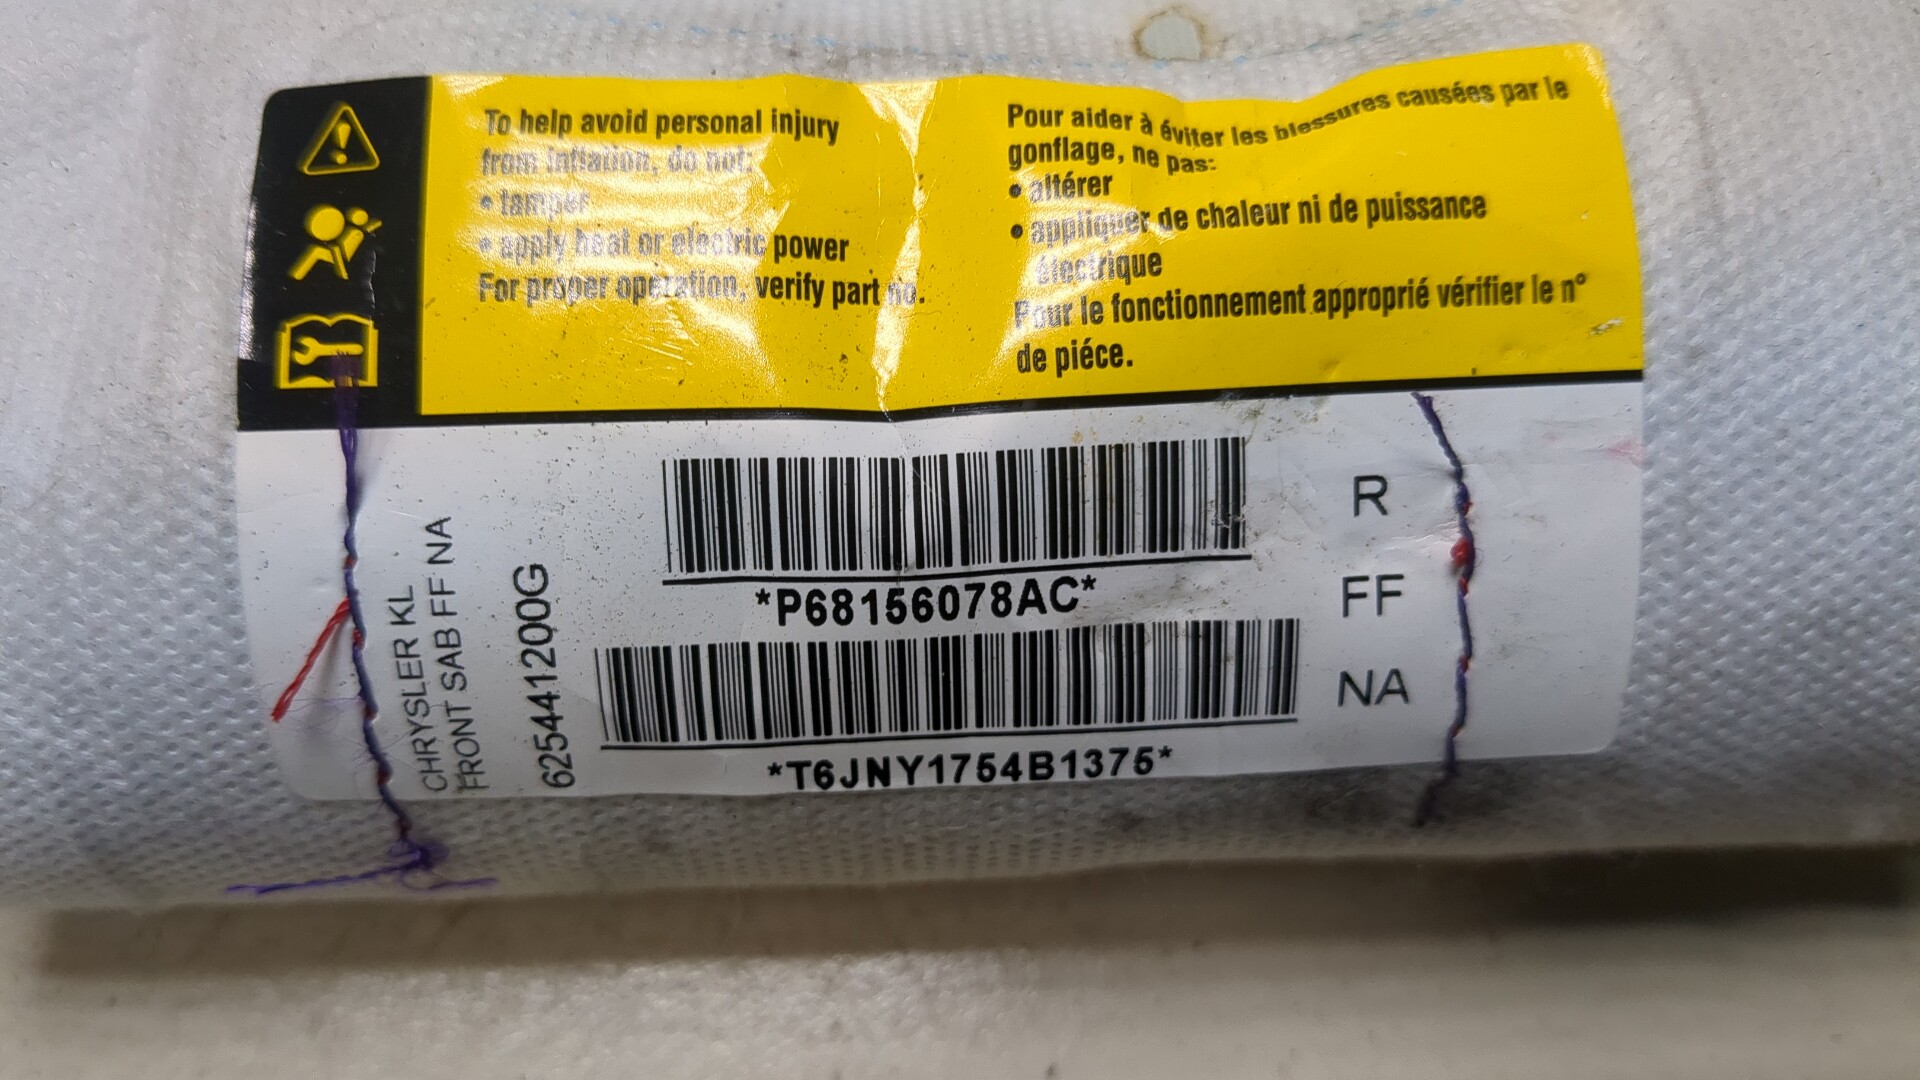 To help avoid personal injury
from inflation, do not:
• tamper
• apply heat or electric power
For proper operation, verify part no.
Pour aider à éviter les blessures causées par le
gonflage, ne pas:
• altérer
• appliquer de chaleur ni de puissance
électrique
Pour le fonctionnement approprié vérifier le n°
de piéce.
CHRYSLER KL
FRONT SAB FF NA
625441200G
*P68156078AC*
*T6JNY1754B1375*
R
FF
NA